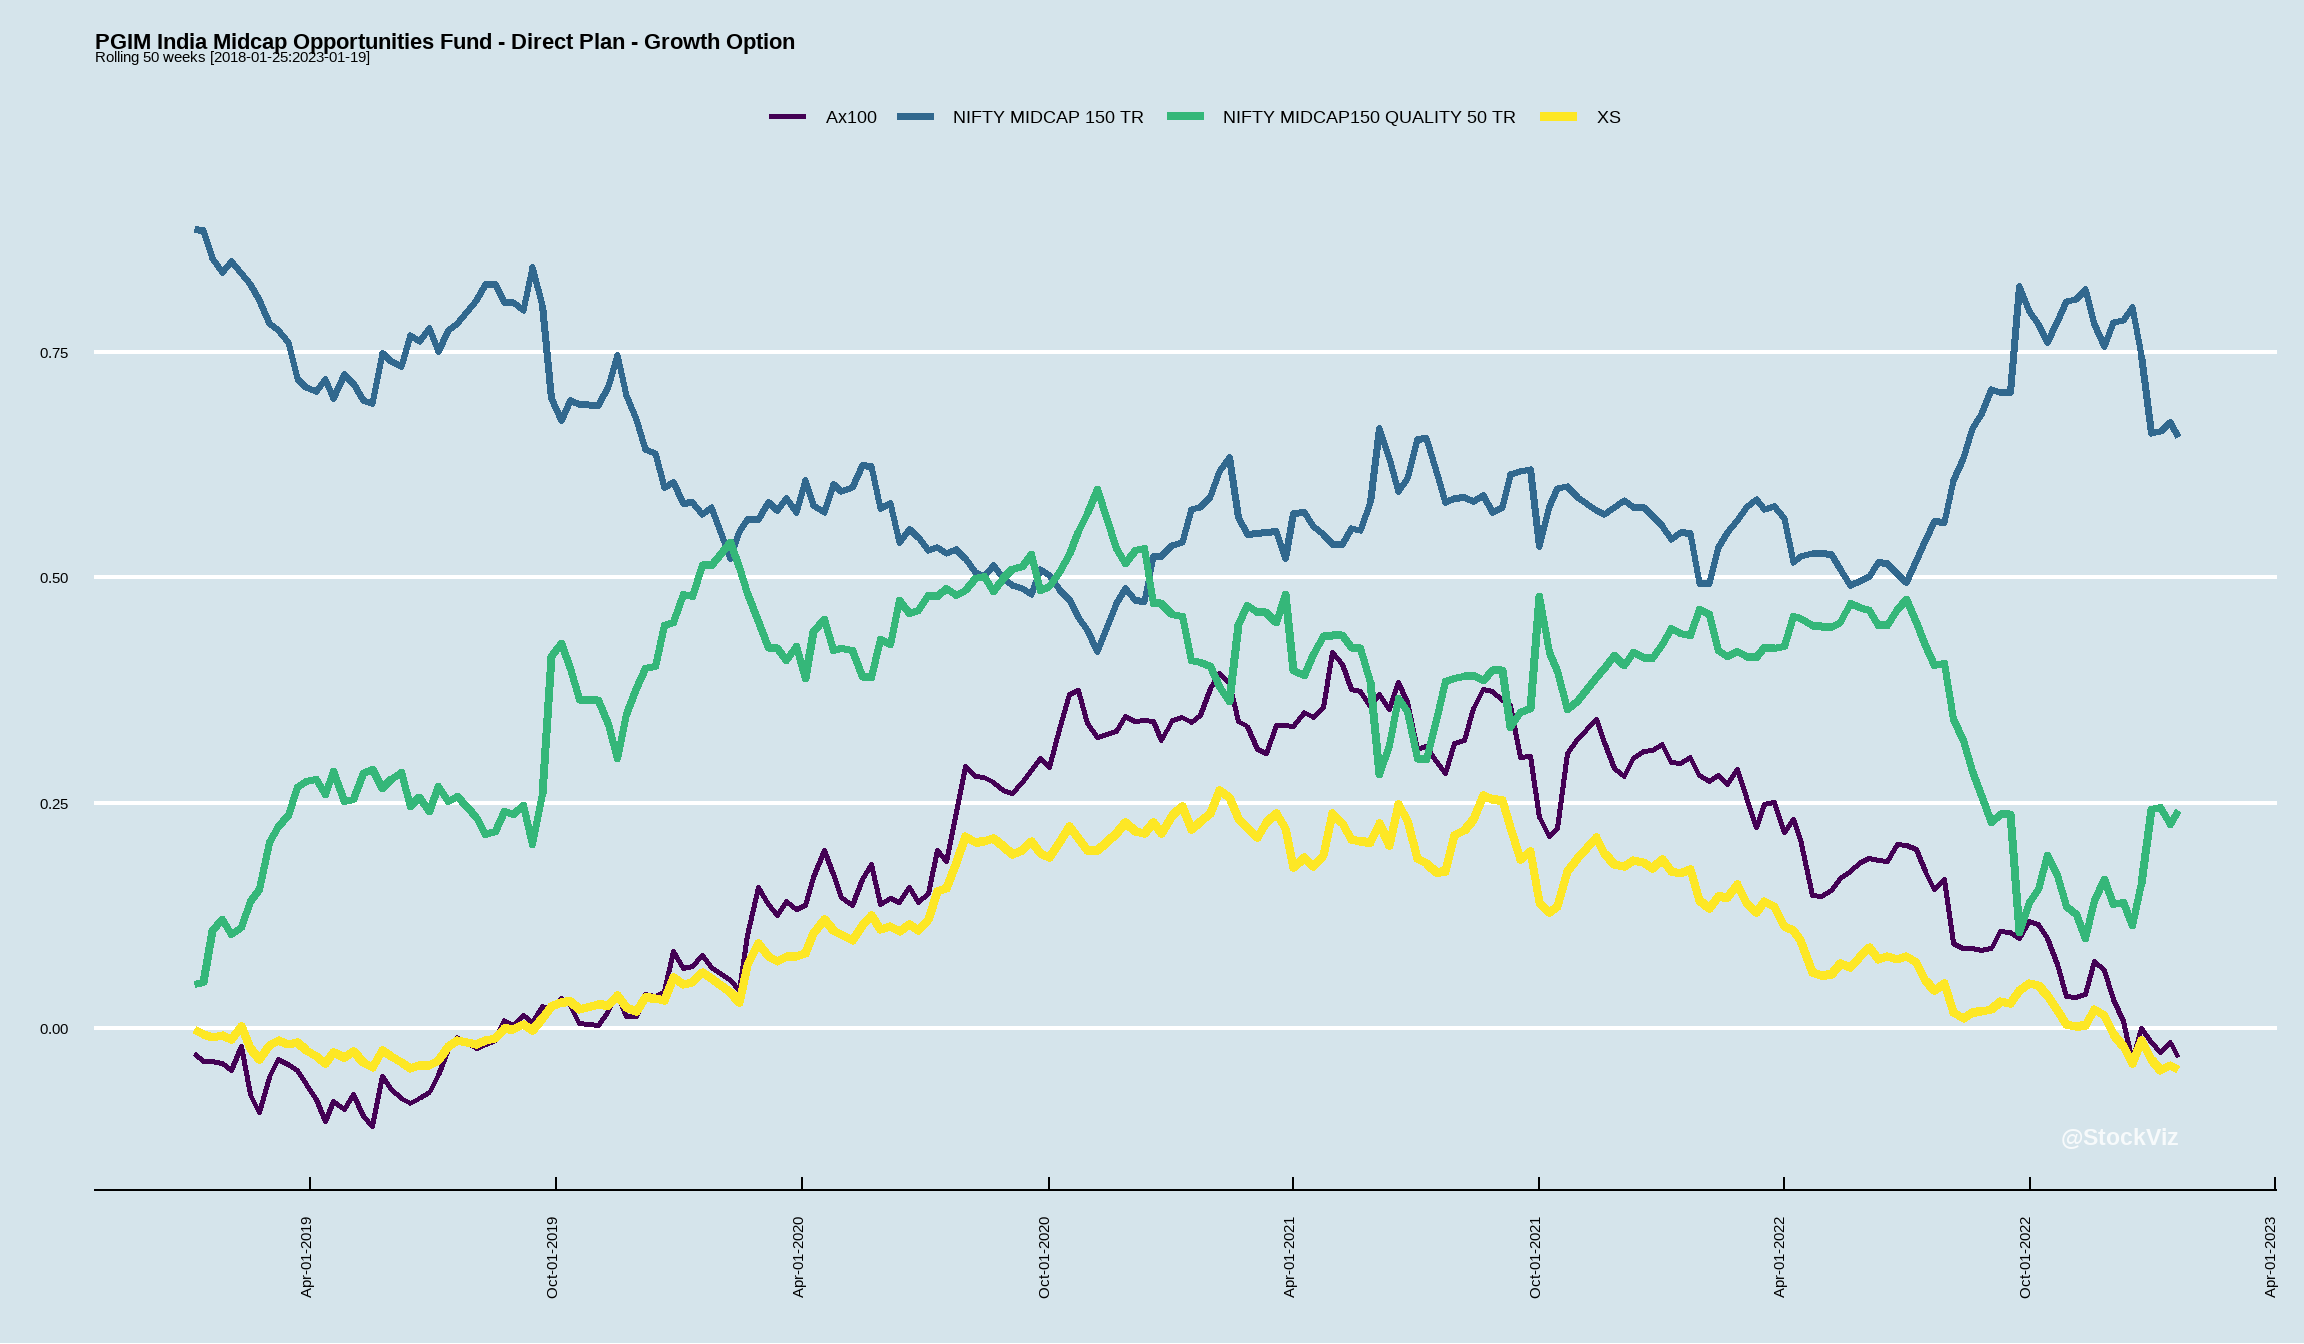 PGIM India Midcap Opportunities Fund - Direct Plan - Growth Option
Rolling 50 weeks [2018-01-25:2023-01-19]
Ax100 NIFTY MIDCAP 150 TR NIFTY MIDCAP150 QUALITY 50 TR XS
0.75
0.50
0.25
0.00
@StockViz
Apr-01-2019 Oct-01-2019 Apr-01-2020 Oct-01-2020 Apr-01-2021 Oct-01-2021 Apr-01-2022 Oct-01-2022 Apr-01-2023